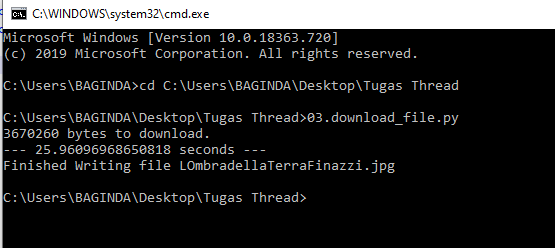 C:\WINDOWS\system32\cmd.exe
Microsoft Windows [Version 10.0.18363.720]
(c) 2019 Microsoft Corporation. All rights reserved.
C:\Users\BAGINDA>cd C:\Users\BAGINDA\Desktop\Tugas Thread
C:\Users\BAGINDA\Desktop\Tugas Thread>03.download_file.py
3670260 bytes to download.
--- 25.96096968650818 seconds ---
Finished Writing file LOmbradellaTerraFinazzi.jpg
C:\Users\BAGINDA\Desktop\Tugas Thread>